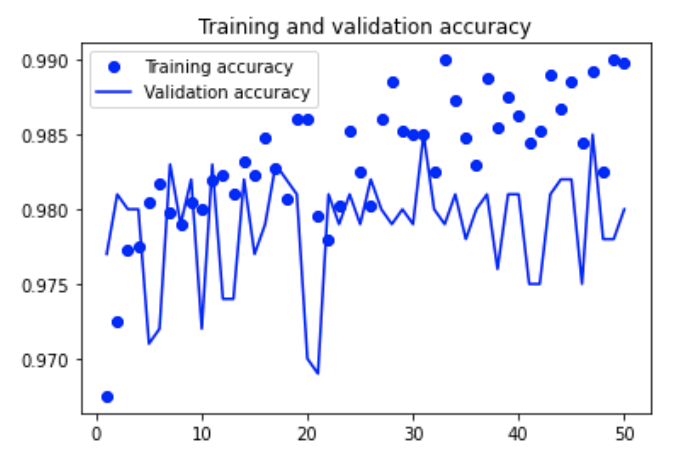 Training and validation accuracy
0.990
Training accuracy
Validation accuracy
0.985
0.980
0.975
0.970
0 10 20 30 40 50